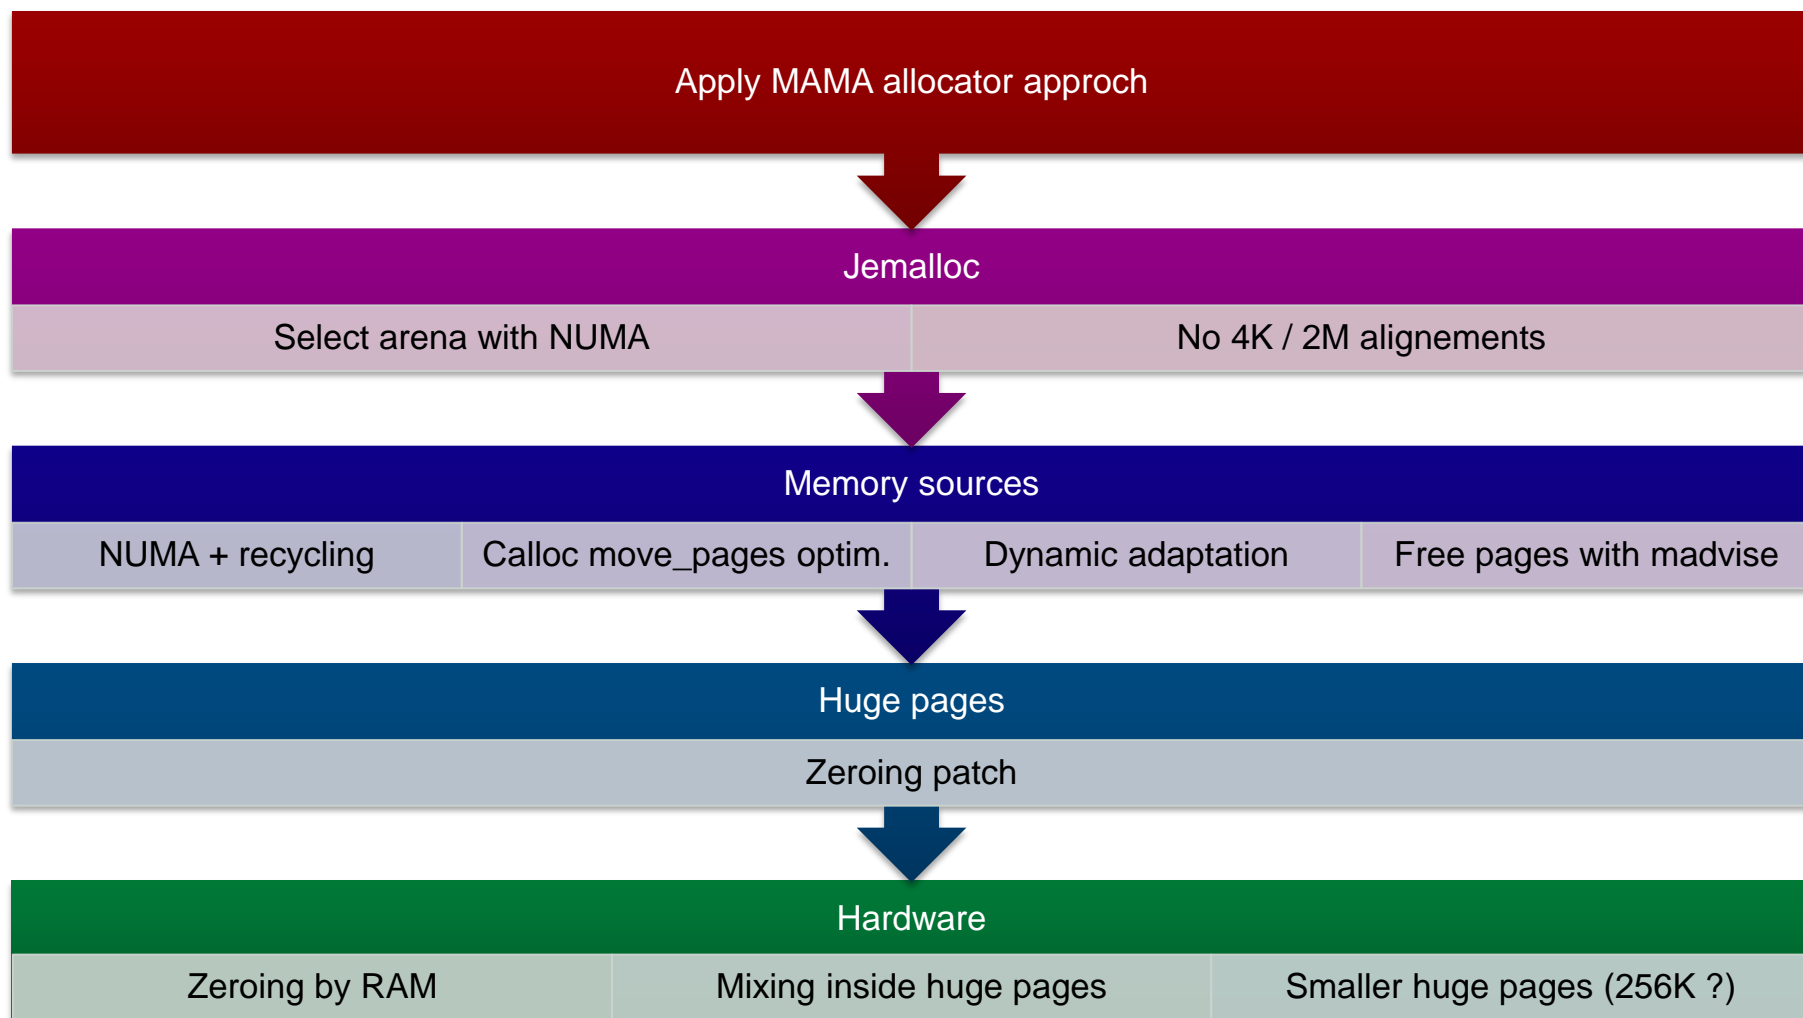 Apply MAMA allocator approch
Jemalloc
Select arena with NUMA
No 4K / 2M alignements
Memory sources
NUMA + recycling
Calloc move_pages optim.
Dynamic adaptation
Free pages with madvise
Huge pages
Zeroing patch
Hardware
Zeroing by RAM
Mixing inside huge pages
Smaller huge pages (256K ?)